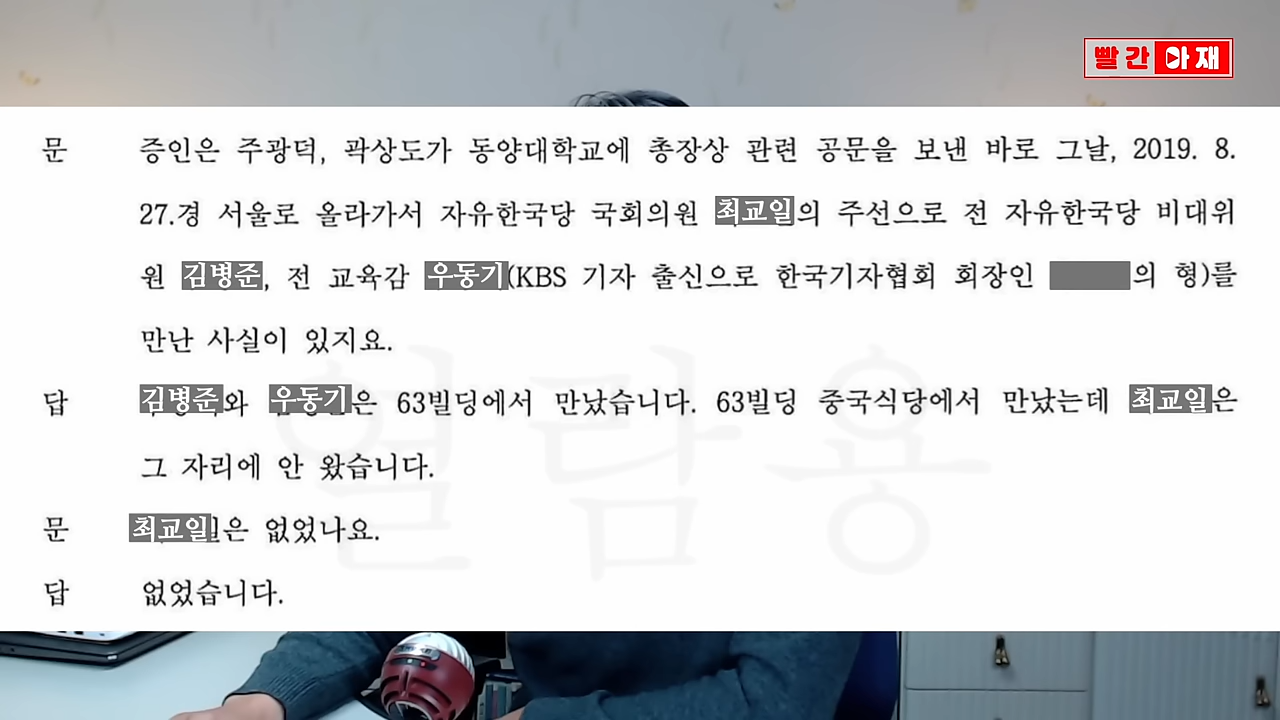 빨간아재
문 증인은 주광덕, 곽상도가 동양대학교에 총장상 관련 공문을 보낸 바로 그날, 2019. 8.
27.경 서울로 올라가서 자유한국당 국회의원 최교일의 주선으로 전 자유한국당 비대위
원 김병준, 전 교육감 우동기(KBS 기자 출신으로 한국기자협회 회장인 의 형)를
만난 사실이 있지요.
답 김병준와 우동기은 63빌딩에서 만났습니다. 63빌딩 중국식당에서 만났는데 최교일은
그 자리에 안 왔습니다.
문 최교일은 없었나요.
답 없었습니다.
열람용